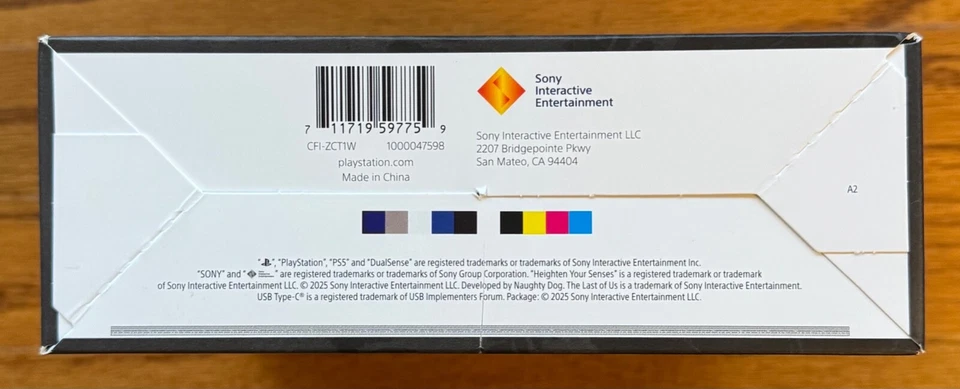 Sony
Interactive
Entertainment
7 11719 59775 9
CFI-ZCT1W 1000047598
playstation.com
Made in China
Sony Interactive Entertainment LLC
2207 Bridgepointe Pkwy
San Mateo, CA 94404
A2
" ", "PlayStation", "PS5" and "DualSense" are registered trademarks or trademarks of Sony Interactive Entertainment Inc.
"SONY" and " " are registered trademarks or trademarks of Sony Group Corporation. "Heighten Your Senses" is a registered trademark or trademark
of Sony Interactive Entertainment LLC. © 2025 Sony Interactive Entertainment LLC. Developed by Naughty Dog. The Last of Us is a trademark of Sony Interactive Entertainment.
USB Type-C® is a registered trademark of USB Implementers Forum. Package: © 2025 Sony Interactive Entertainment LLC.